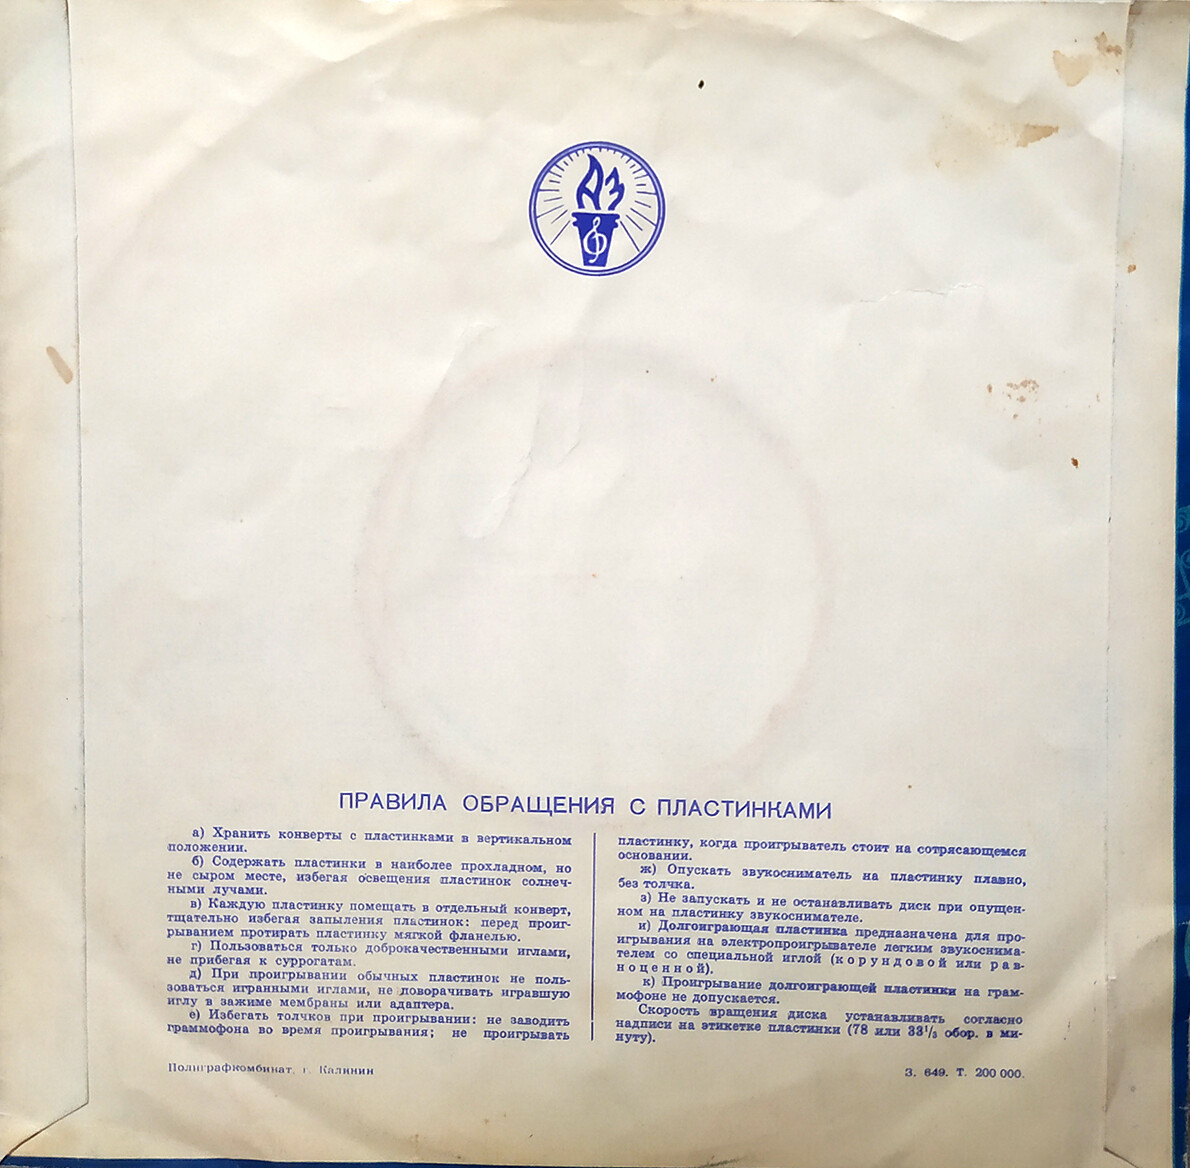 АЗ
ПРАВИЛА ОБРАЩЕНИЯ С ПЛАСТИНКАМИ
а) Хранить конверты с пластинками в вертикальном
положении.
б) Содержать пластинки в наиболее прохладном, но
не сыром месте, избегая освещения пластинок солнеч-
ными лучами.
в) Каждую пластинку помещать в отдельный конверт,
тщательно избегая запыления пластинок: перед проиг-
рыванием протирать пластинку мягкой фланелью.
г) Пользоваться только доброкачественными иглами,
не прибегая к суррогатам.
д) При проигрывании обычных пластинок не поль-
зоваться игранными иглами, не поворачивать игравшую
иглу в зажиме мембраны или адаптера.
е) Избегать толчков при проигрывании: не заводить
граммофона во время проигрывания; не проигрывать
пластинку, когда проигрыватель стоит на сотрясающемся
основании.
ж) Опускать звукосниматель на пластинку плавно,
без толчка.
з) Не запускать и не останавливать диск при опущен-
ном на пластинку звукоснимателе.
и) Долгоиграющая пластинка предназначена для про-
игрывания на электропроигрывателе легким звукоснима-
телем со специальной иглой (корундовой или рав-
ноценной).
к) Проигрывание долгоиграющей пластинки на грам-
мофоне не допускается.
Скорость вращения диска устанавливать согласно
надписи на этикетке пластинки (78 или 33¹/₃ обор. в ми-
нуту).
Полиграфкомбинат. г. Калинин
З. 649. Т. 200 000.